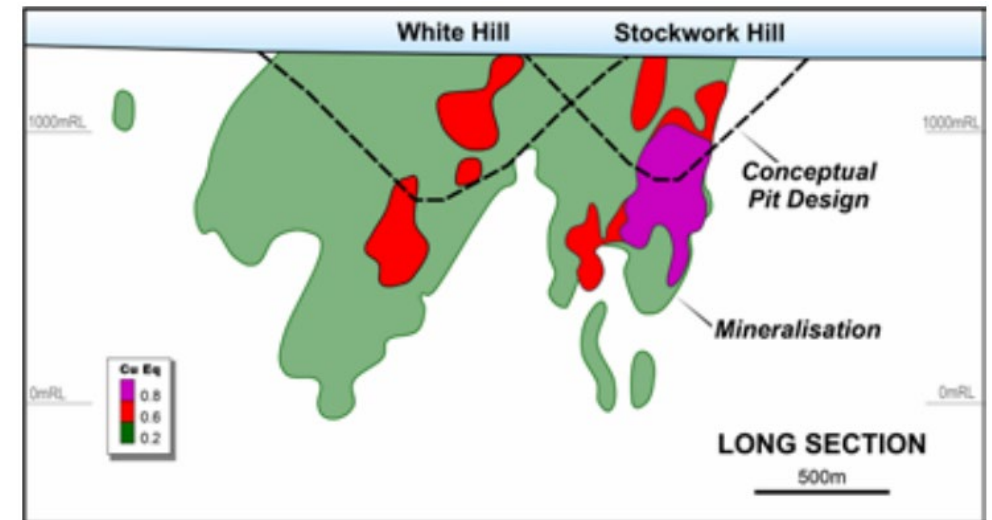 White Hill
Stockwork Hill
1000mRL
1000mRL
Conceptual
Pit Design
Mineralisation
Cu Eq
0.8
0.6
0.2
0mRL
0mRL
LONG SECTION
500m